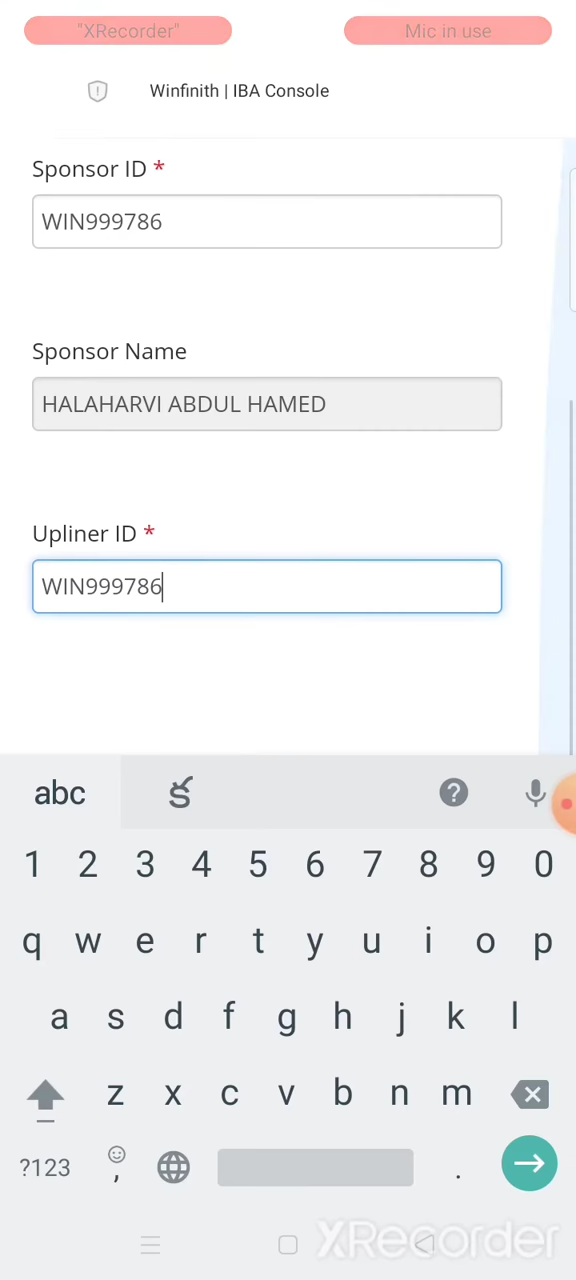 "XRecorder" Mic in use
Winfinith | IBA Console
Sponsor ID *
WIN999786
Sponsor Name
HALAHARVI ABDUL HAMED
Upliner ID *
WIN999786
abc క ?
1 2 3 4 5 6 7 8 9 0
q w e r t y u i o p
a s d f g h j k l
z x c v b n m
?123 , .
XRecorder